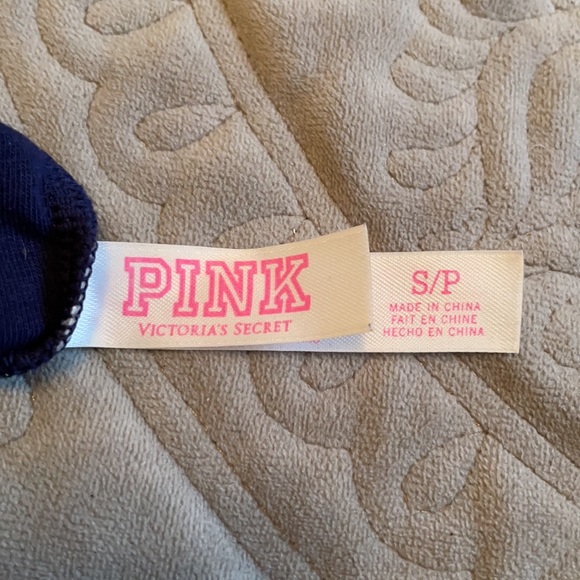 PINK
VICTORIA'S SECRET
S/P
MADE IN CHINA
FAIT EN CHINE
HECHO EN CHINA